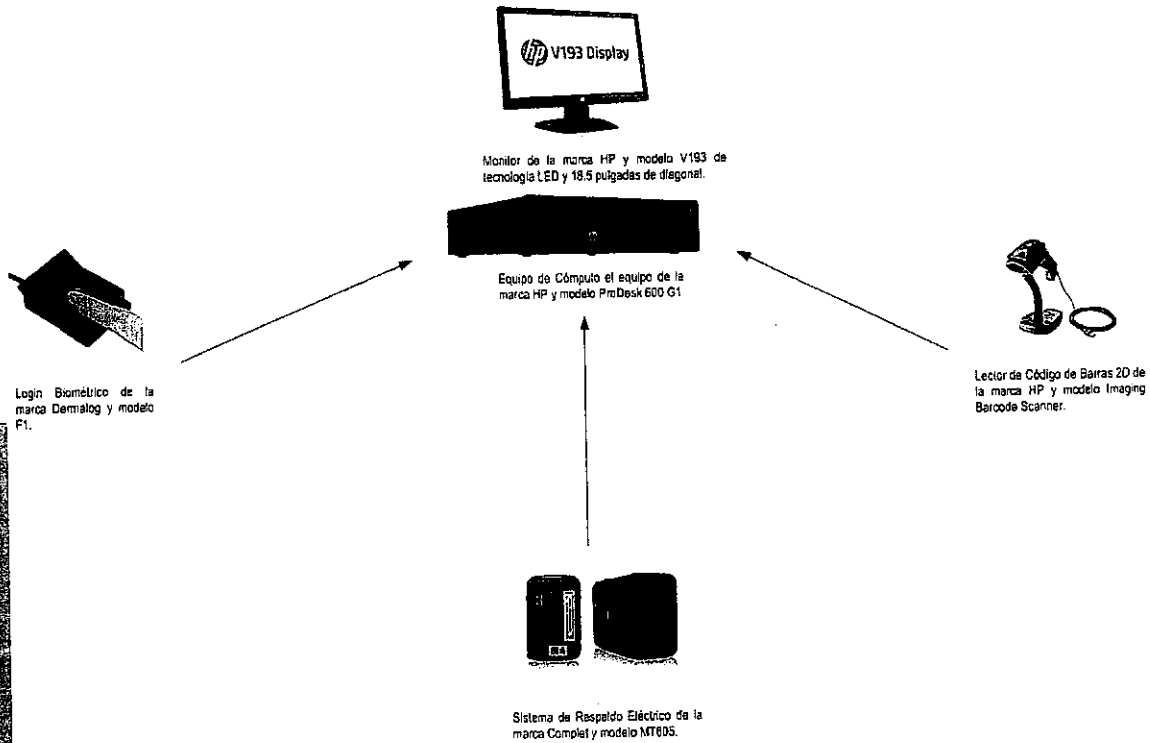 hp V193 Display
Monitor de la marca HP y modelo V193 de
tecnología LED y 18.5 pulgadas de diagonal.
Equipo de Cómputo el equipo de la
marca HP y modelo ProDesk 600 G1
Login Biométrico de la
marca Dermalog y modelo
F1.
Lector de Código de Barras 2D de
la marca HP y modelo Imaging
Barcode Scanner.
Sistema de Respaldo Eléctrico de la
marca Complet y modelo MT605.